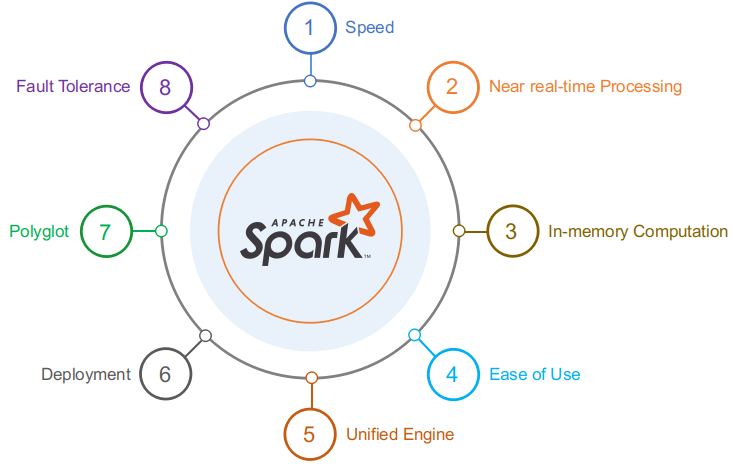 1 Speed
2 Near real-time Processing
3 In-memory Computation
4 Ease of Use
5 Unified Engine
6 Deployment
7 Polyglot
8 Fault Tolerance
APACHE
Spark™